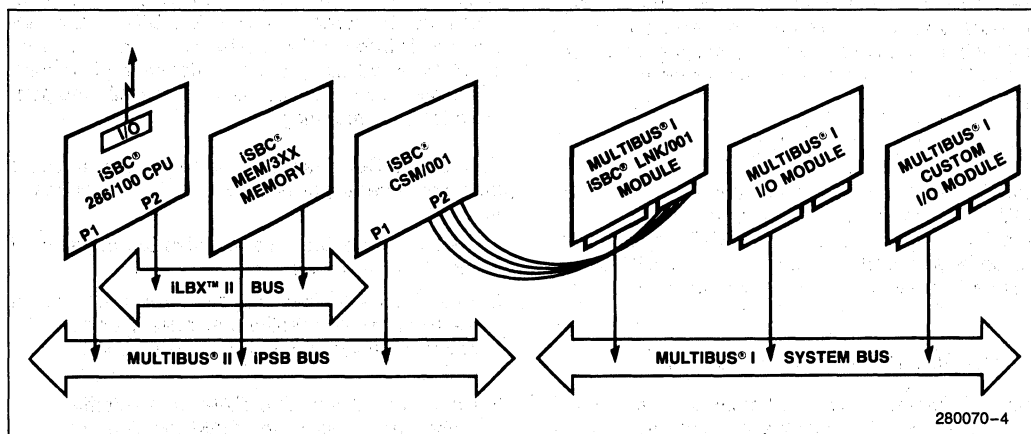 I/O
iSBC®
286/100 CPU
P1
P2
iSBC®
MEM/3XX
MEMORY
iSBC®
CSM/001
P1
P2
MULTIBUS® I
iSBC® LNK/001
MODULE
MULTIBUS® I
I/O MODULE
MULTIBUS® I
CUSTOM
I/O MODULE
iLBX™ II BUS
MULTIBUS® II iPSB BUS
MULTIBUS® I SYSTEM BUS
280070-4